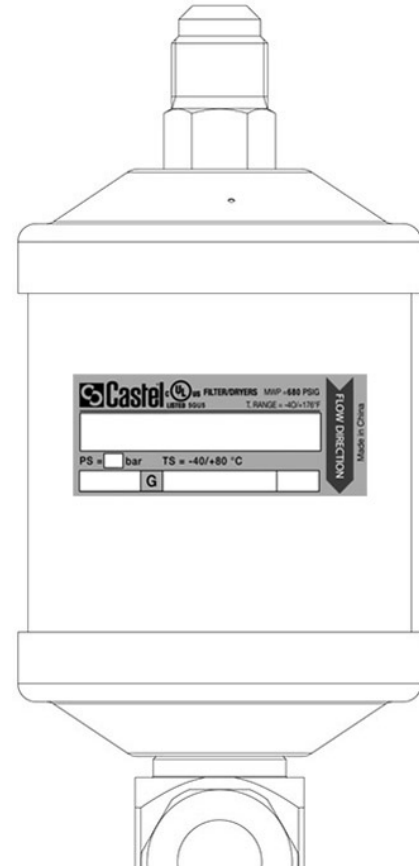 Castel C UL US LISTED SGU5 FILTER/DRYERS MWP =680 PSIG
T. RANGE = -40/+176°F
PS = bar TS = -40/+80 °C
G
FLOW DIRECTION
Made in China